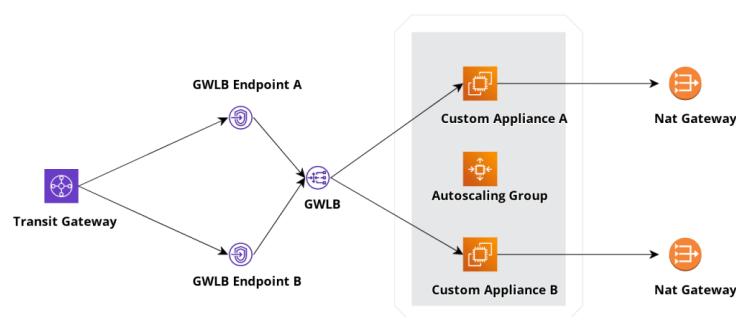 GWLB Endpoint A
Custom Appliance A
Nat Gateway
Autoscaling Group
GWLB
Transit Gateway
GWLB Endpoint B
Custom Appliance B
Nat Gateway